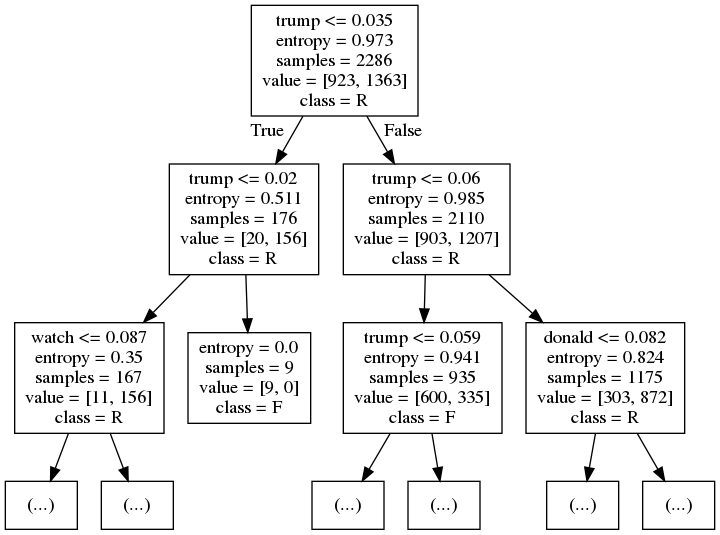 trump <= 0.035
entropy = 0.973
samples = 2286
value = [923, 1363]
class = R
True
False
trump <= 0.02
entropy = 0.511
samples = 176
value = [20, 156]
class = R
trump <= 0.06
entropy = 0.985
samples = 2110
value = [903, 1207]
class = R
watch <= 0.087
entropy = 0.35
samples = 167
value = [11, 156]
class = R
entropy = 0.0
samples = 9
value = [9, 0]
class = F
trump <= 0.059
entropy = 0.941
samples = 935
value = [600, 335]
class = F
donald <= 0.082
entropy = 0.824
samples = 1175
value = [303, 872]
class = R
(...)
(...)
(...)
(...)
(...)
(...)